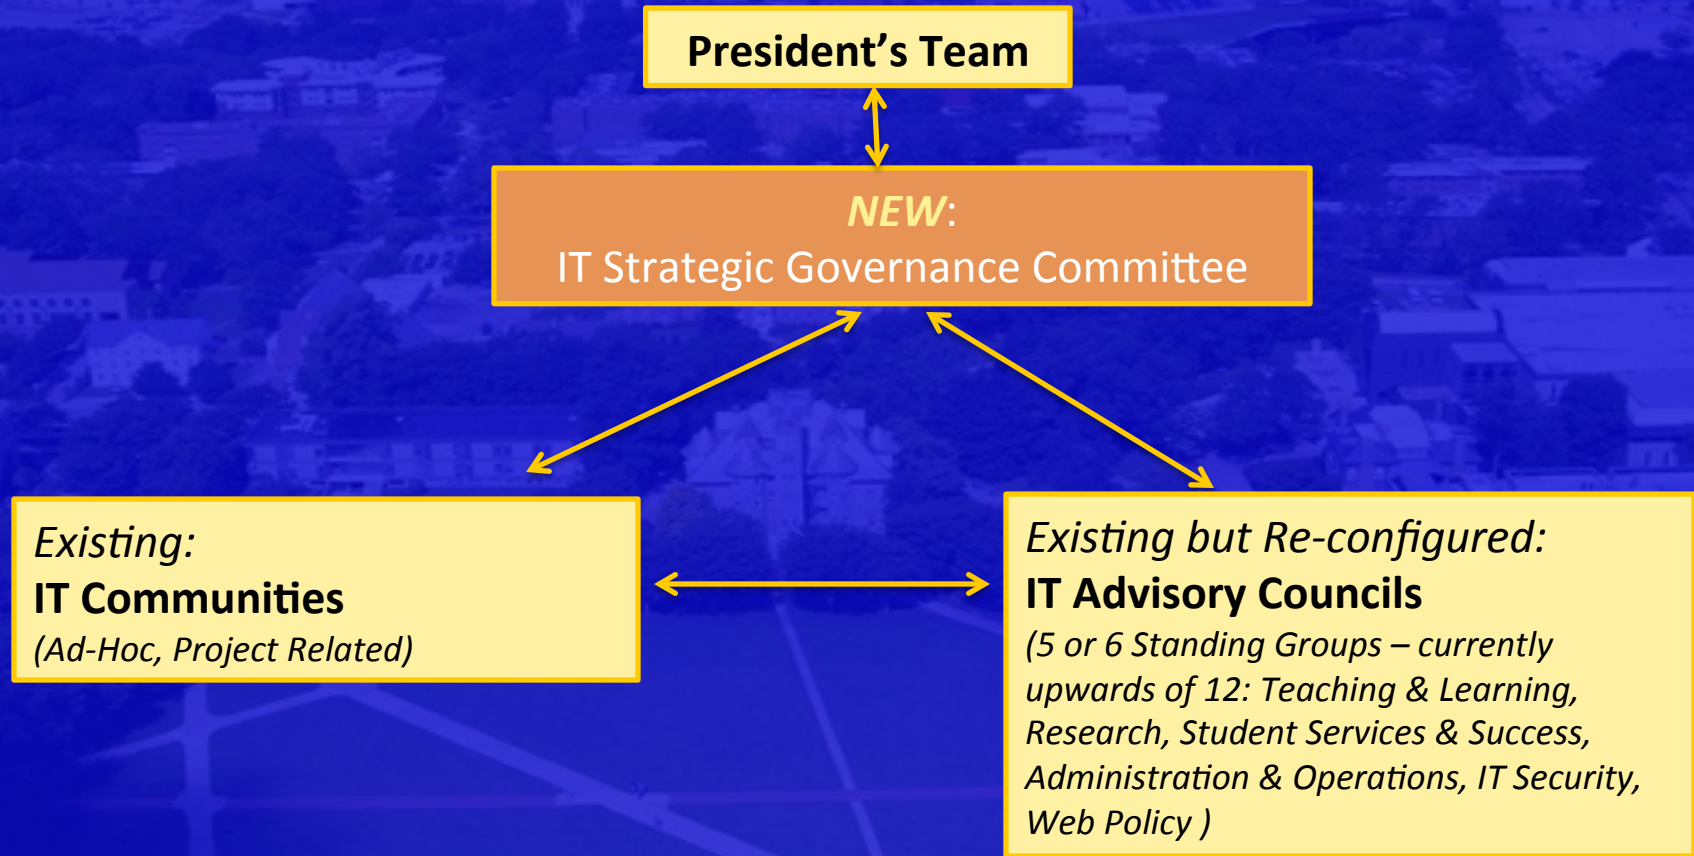 President’s Team
NEW:
IT Strategic Governance Committee
Existing:
IT Communities
(Ad-Hoc, Project Related)
Existing but Re-configured:
IT Advisory Councils
(5 or 6 Standing Groups – currently
upwards of 12: Teaching & Learning,
Research, Student Services & Success,
Administration & Operations, IT Security,
Web Policy )